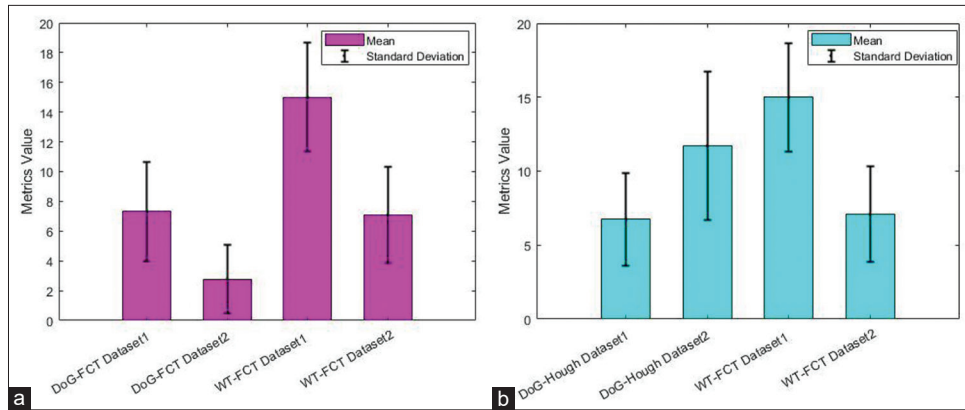 20
18
16
14
12
10
8
6
4
2
0
Metrics Value
Mean
Standard Deviation
DoG-FCT Dataset1
DoG-FCT Dataset2
WT-FCT Dataset1
WT-FCT Dataset2
a
20
15
10
5
0
Metrics Value
Mean
Standard Deviation
DoG-Hough Dataset1
DoG-Hough Dataset2
WT-FCT Dataset1
WT-FCT Dataset2
b